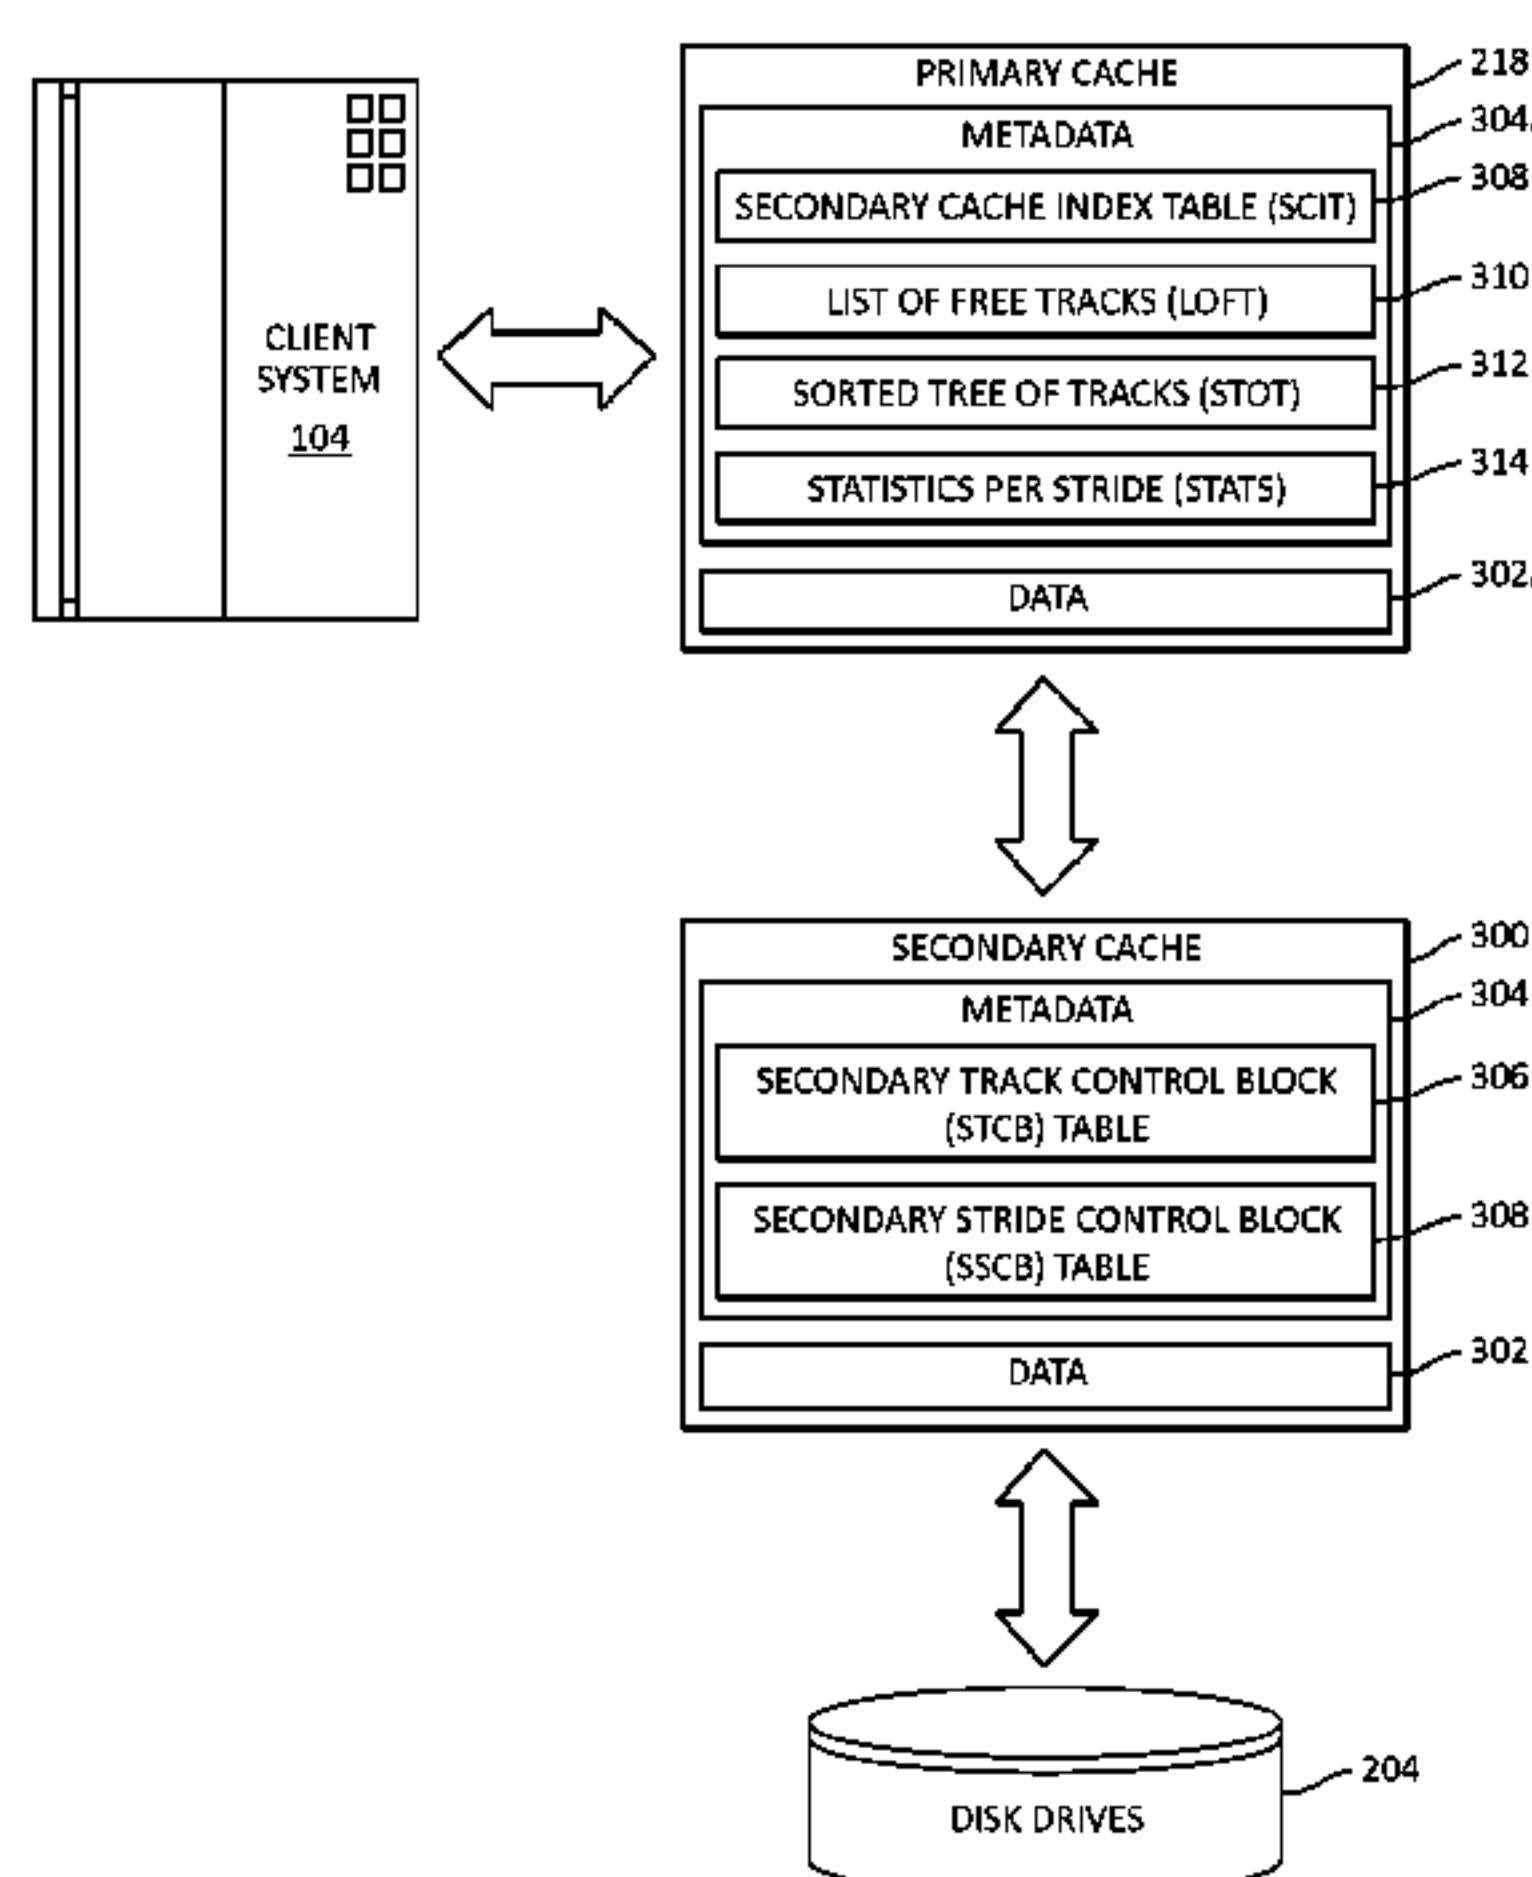 PRIMARY CACHE
218
METADATA
304
SECONDARY CACHE INDEX TABLE (SCIT)
308
LIST OF FREE TRACKS (LOFT)
310
SORTED TREE OF TRACKS (STOT)
312
STATISTICS PER STRIDE (STATS)
314
DATA
302
CLIENT
SYSTEM
104
SECONDARY CACHE
300
METADATA
304
SECONDARY TRACK CONTROL BLOCK
(STCB) TABLE
306
SECONDARY STRIDE CONTROL BLOCK
(SSCB) TABLE
308
DATA
302
DISK DRIVES
204